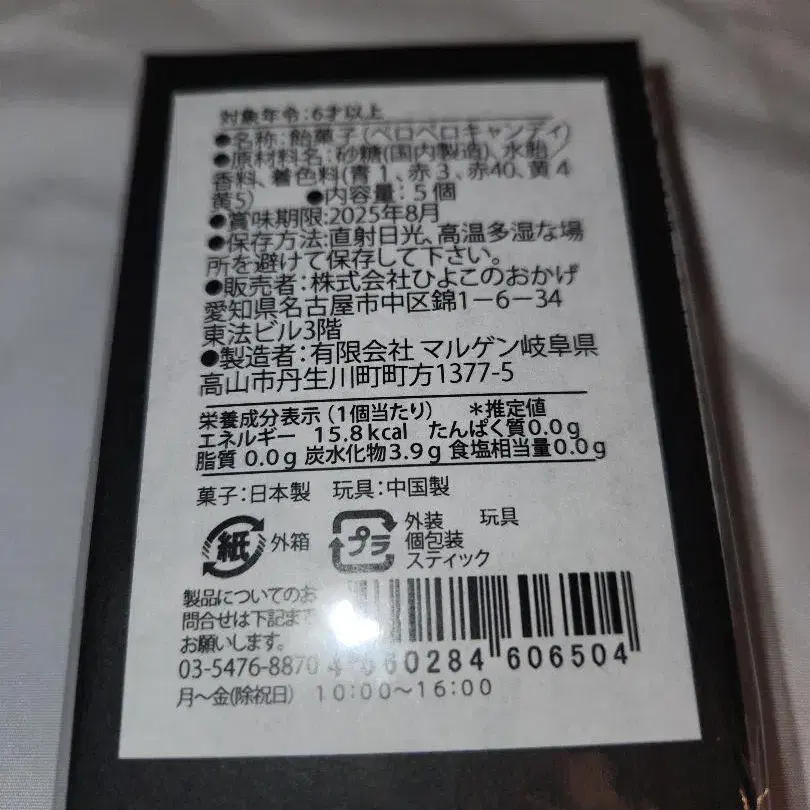 対象年令:6才以上
●名称:飴菓子(ペロペロキャンディ)
●原材料名:砂糖(国内製造)、水飴/
香料、着色料(青1、赤3、赤40、黄4
黄5) ●内容量:5個
●賞味期限:2025年8月
●保存方法:直射日光、高温多湿な場
所を避けて保存して下さい。
●販売者:株式会社ひよこのおかげ
愛知県名古屋市中区錦1-6-34
東法ビル3階
●製造者:有限会社 マルゲン岐阜県
高山市丹生川町町方1377-5
栄養成分表示(1個当たり) *推定値
エネルギー 15.8kcal たんぱく質0.0g
脂質 0.0g 炭水化物3.9g 食塩相当量0.0g
菓子:日本製 玩具:中国製
紙 外箱
プラ 外装 玩具
個包装
スティック
製品についてのお
問合せは下記まで
お願いします。
03-5476-8870
月~金(除祝日) 10:00~16:00
4 560284 606504